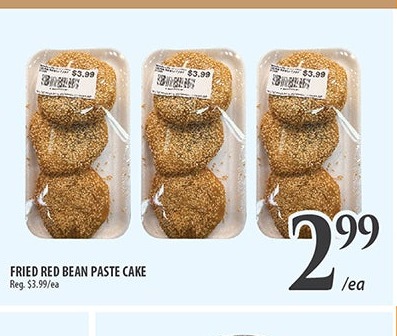 $3.99
$3.99
$3.99
2.99 /ea
FRIED RED BEAN PASTE CAKE
Reg. $3.99/ea